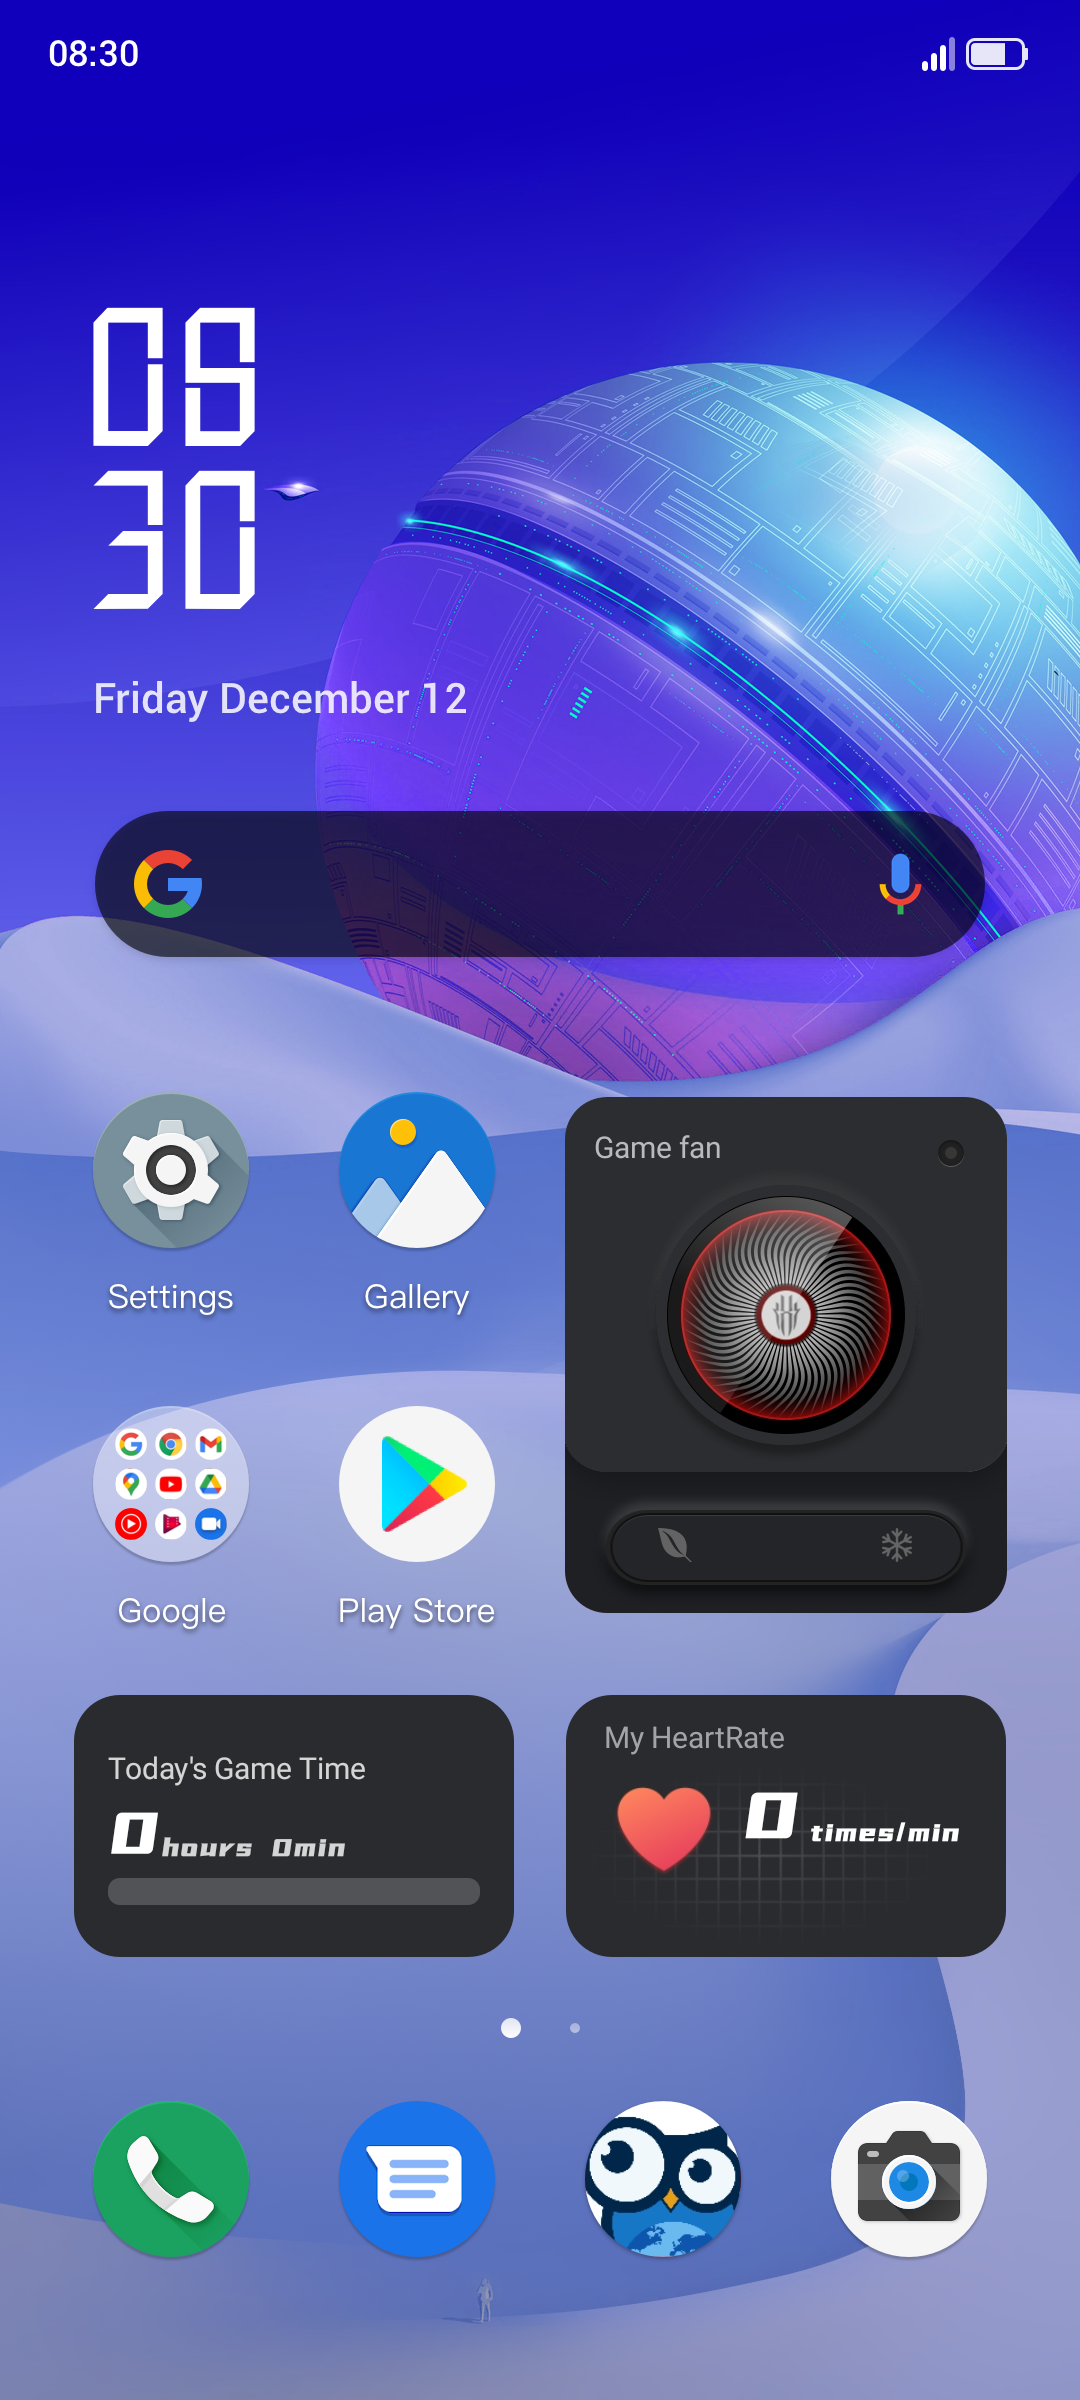 08:30
08
30
Friday December 12
Game fan
Settings
Gallery
Google
Play Store
Today's Game Time
0 hours 0min
My HeartRate
0 times/min